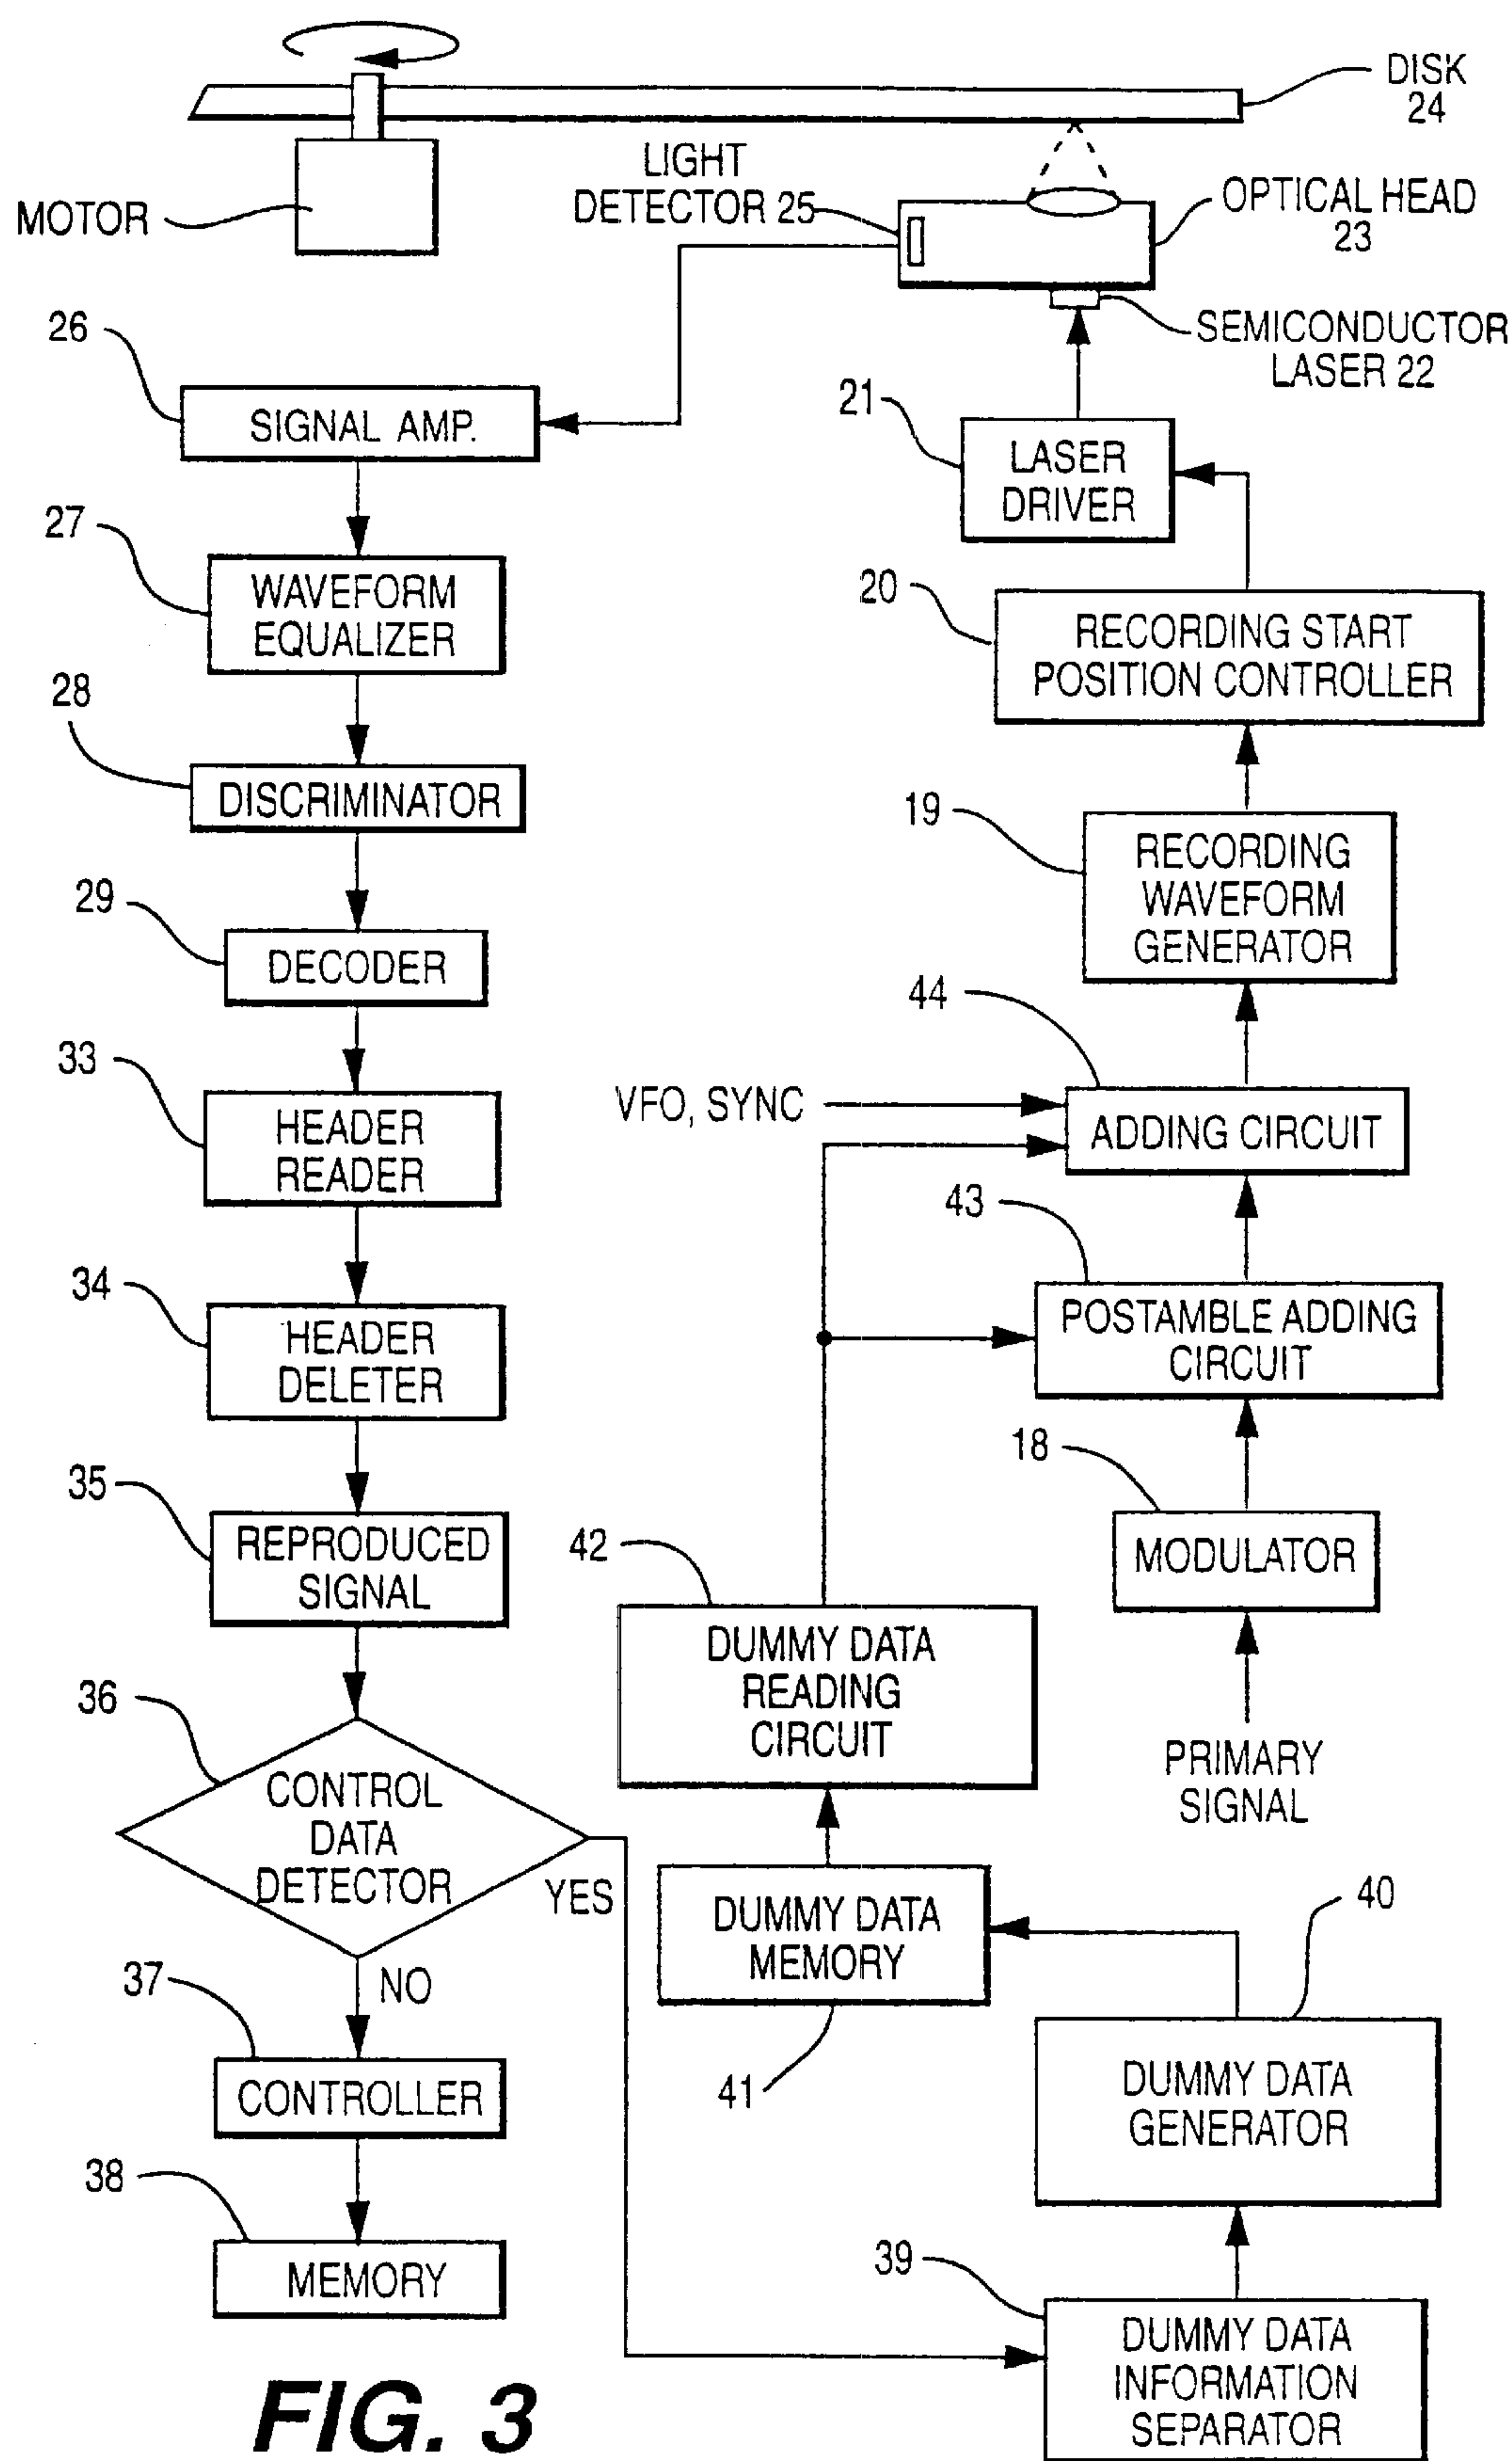 DISK
24
LIGHT
DETECTOR 25
MOTOR
OPTICAL HEAD
23
SEMICONDUCTOR
LASER 22
26
SIGNAL AMP.
21
LASER
DRIVER
27
WAVEFORM
EQUALIZER
20
RECORDING START
POSITION CONTROLLER
28
DISCRIMINATOR
19
RECORDING
WAVEFORM
GENERATOR
29
DECODER
44
33
HEADER
READER
VFO, SYNC
ADDING CIRCUIT
43
34
HEADER
DELETER
POSTAMBLE ADDING
CIRCUIT
18
35
REPRODUCED
SIGNAL
MODULATOR
42
DUMMY DATA
READING
CIRCUIT
PRIMARY
SIGNAL
36
CONTROL
DATA
DETECTOR
YES
NO
DUMMY DATA
MEMORY
41
40
37
CONTROLLER
DUMMY DATA
GENERATOR
38
MEMORY
39
DUMMY DATA
INFORMATION
SEPARATOR
FIG. 3